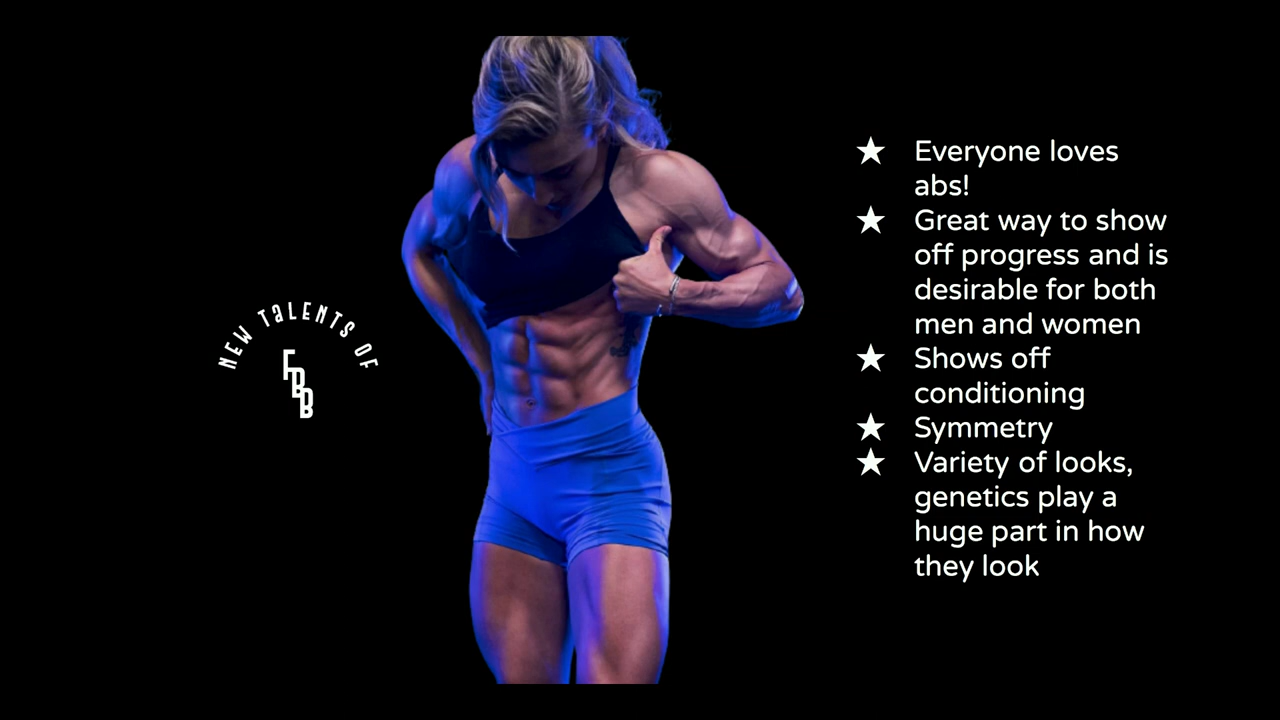 NEW TALENTS OF
FBB
★ Everyone loves
abs!
★ Great way to show
off progress and is
desirable for both
men and women
★ Shows off
conditioning
★ Symmetry
★ Variety of looks,
genetics play a
huge part in how
they look